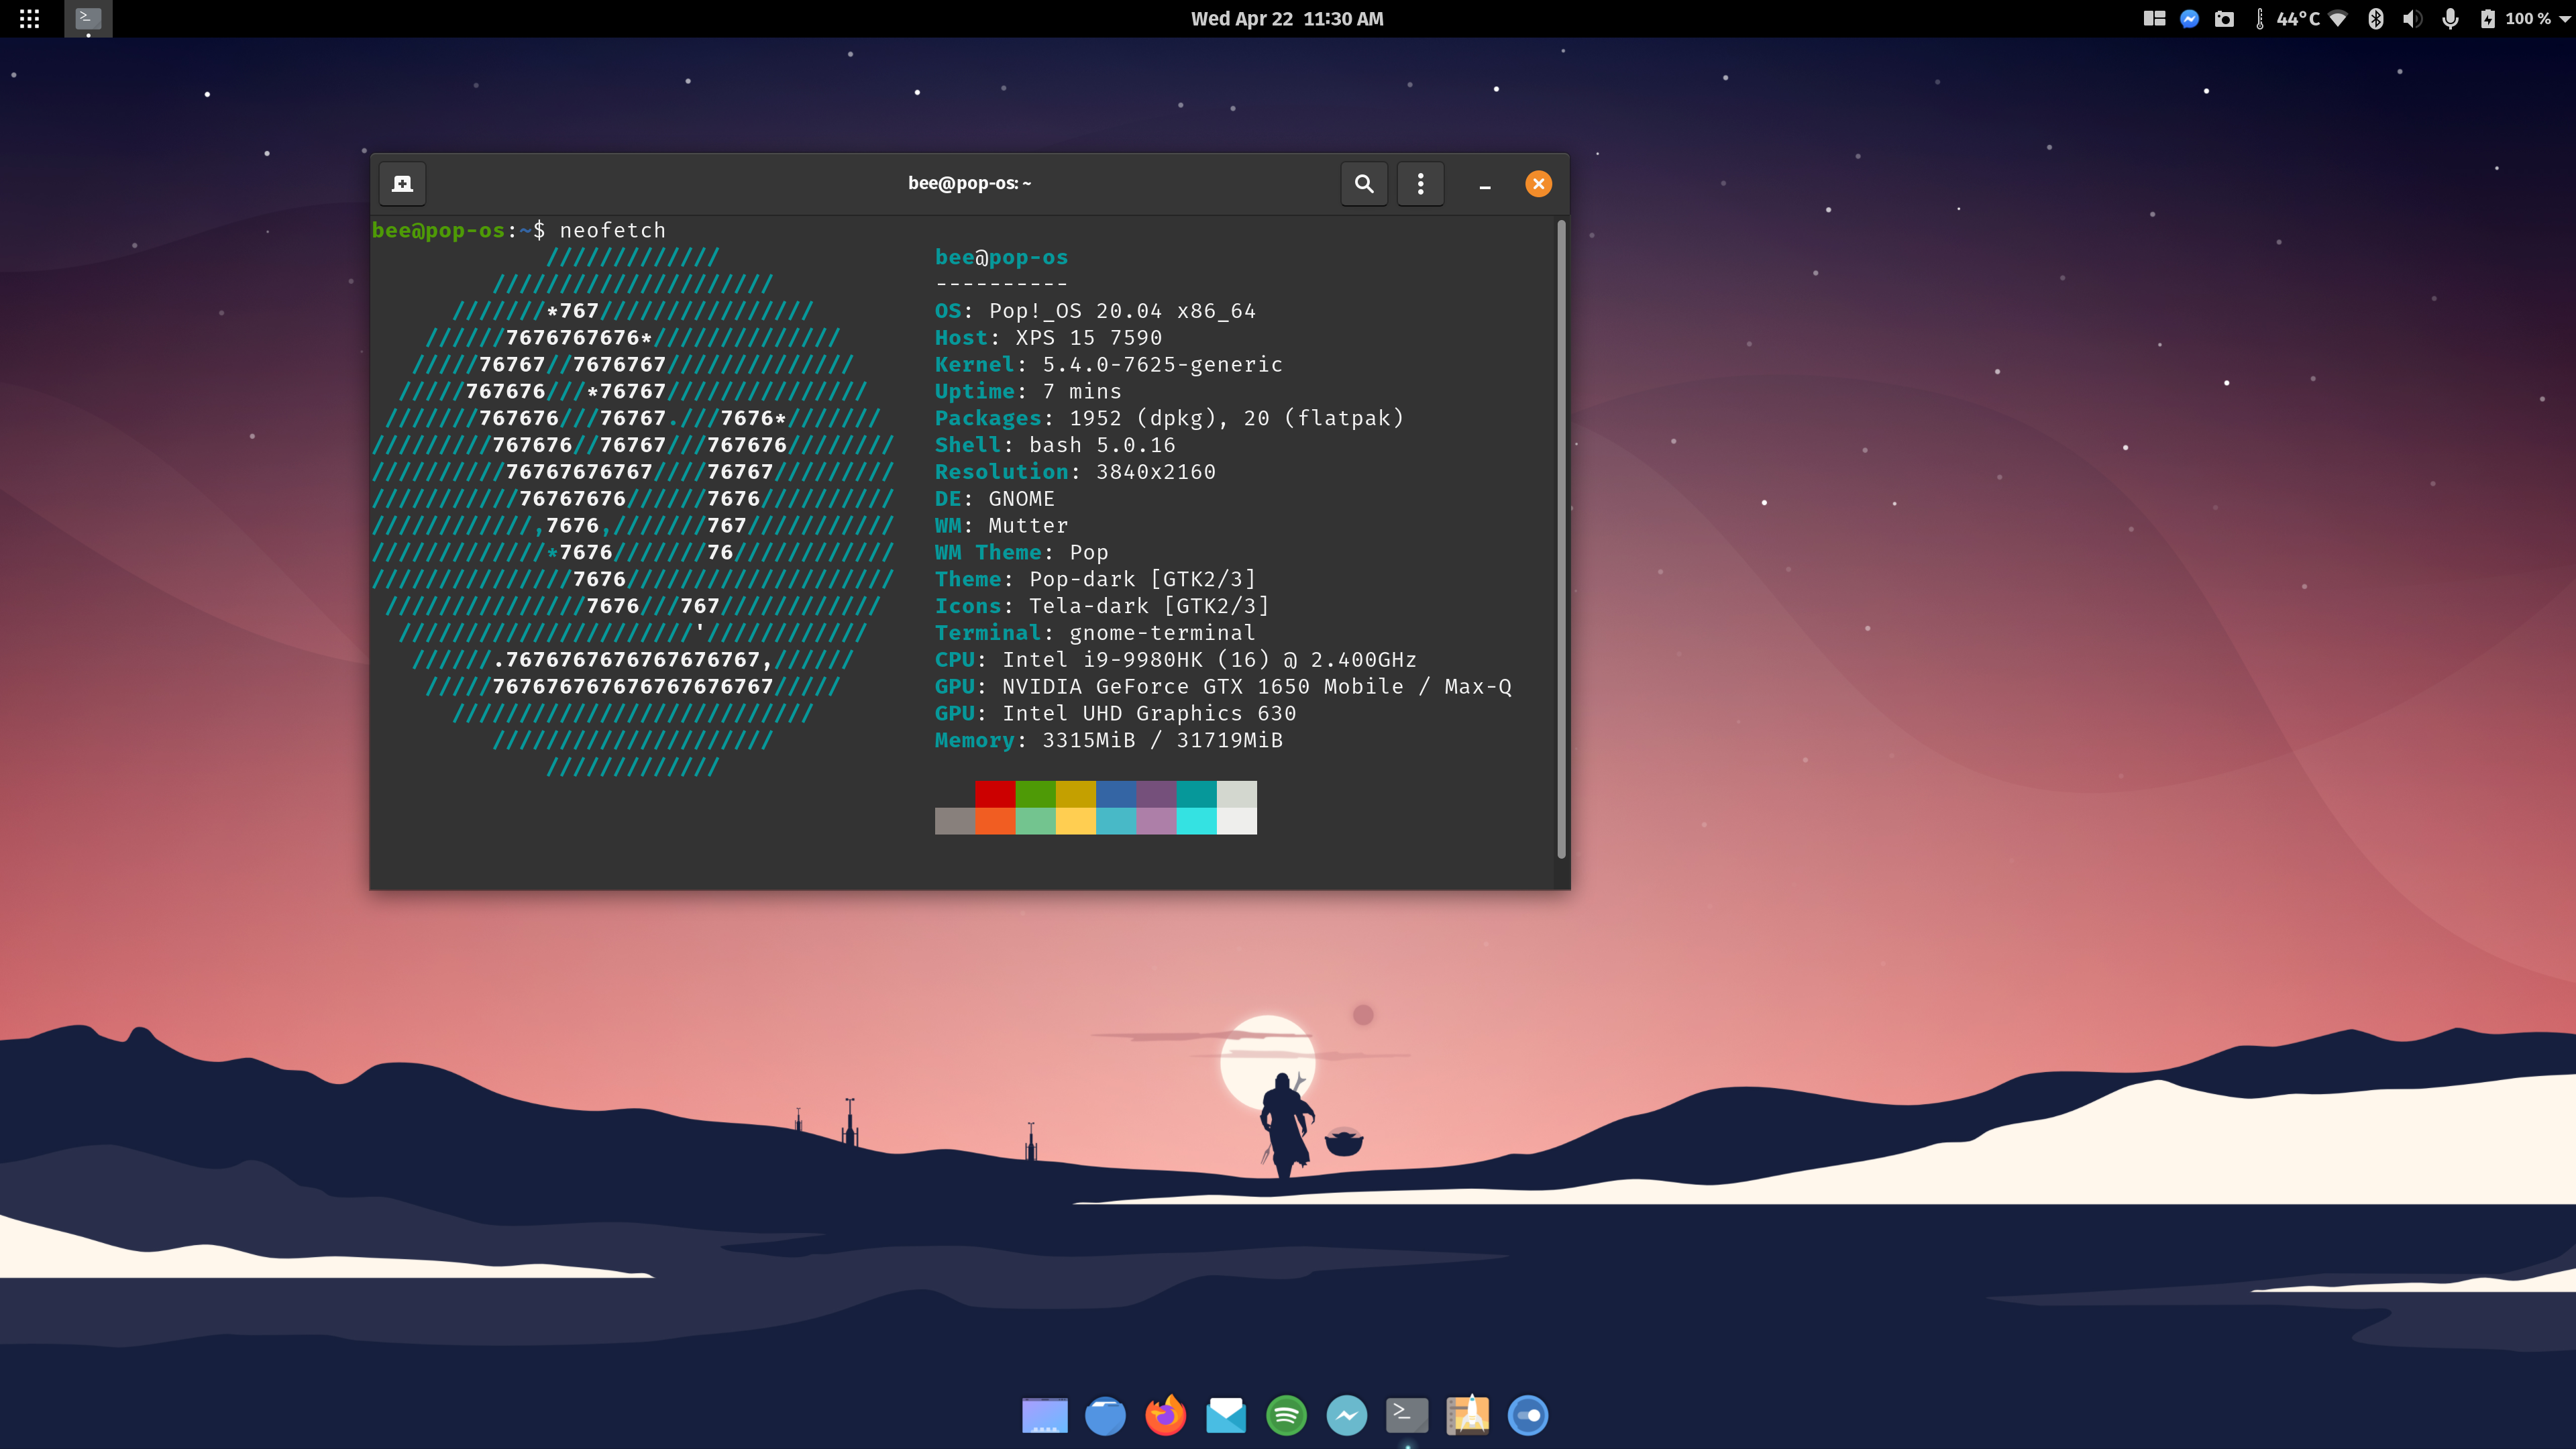 Wed Apr 22  11:30 AM
44°C
100 %
bee@pop-os: ~
bee@pop-os:~$ neofetch
/////////////
/////////////////////
///////*767////////////////
//////7676767676*//////////////
/////76767//7676767//////////////
/////767676///*76767///////////////
///////767676///76767.///7676*///////
/////////767676//76767///767676////////
//////////76767676767////76767/////////
///////////76767676//////7676//////////
////////////,7676,///////767///////////
/////////////*7676///////76////////////
///////////////7676////////////////////
///////////////7676///767////////////
//////////////////////'////////////
//////.7676767676767676767,//////
/////767676767676767676767/////
///////////////////////////
/////////////////////
/////////////
bee@pop-os
----------
OS: Pop!_OS 20.04 x86_64
Host: XPS 15 7590
Kernel: 5.4.0-7625-generic
Uptime: 7 mins
Packages: 1952 (dpkg), 20 (flatpak)
Shell: bash 5.0.16
Resolution: 3840x2160
DE: GNOME
WM: Mutter
WM Theme: Pop
Theme: Pop-dark [GTK2/3]
Icons: Tela-dark [GTK2/3]
Terminal: gnome-terminal
CPU: Intel i9-9980HK (16) @ 2.400GHz
GPU: NVIDIA GeForce GTX 1650 Mobile / Max-Q
GPU: Intel UHD Graphics 630
Memory: 3315MiB / 31719MiB